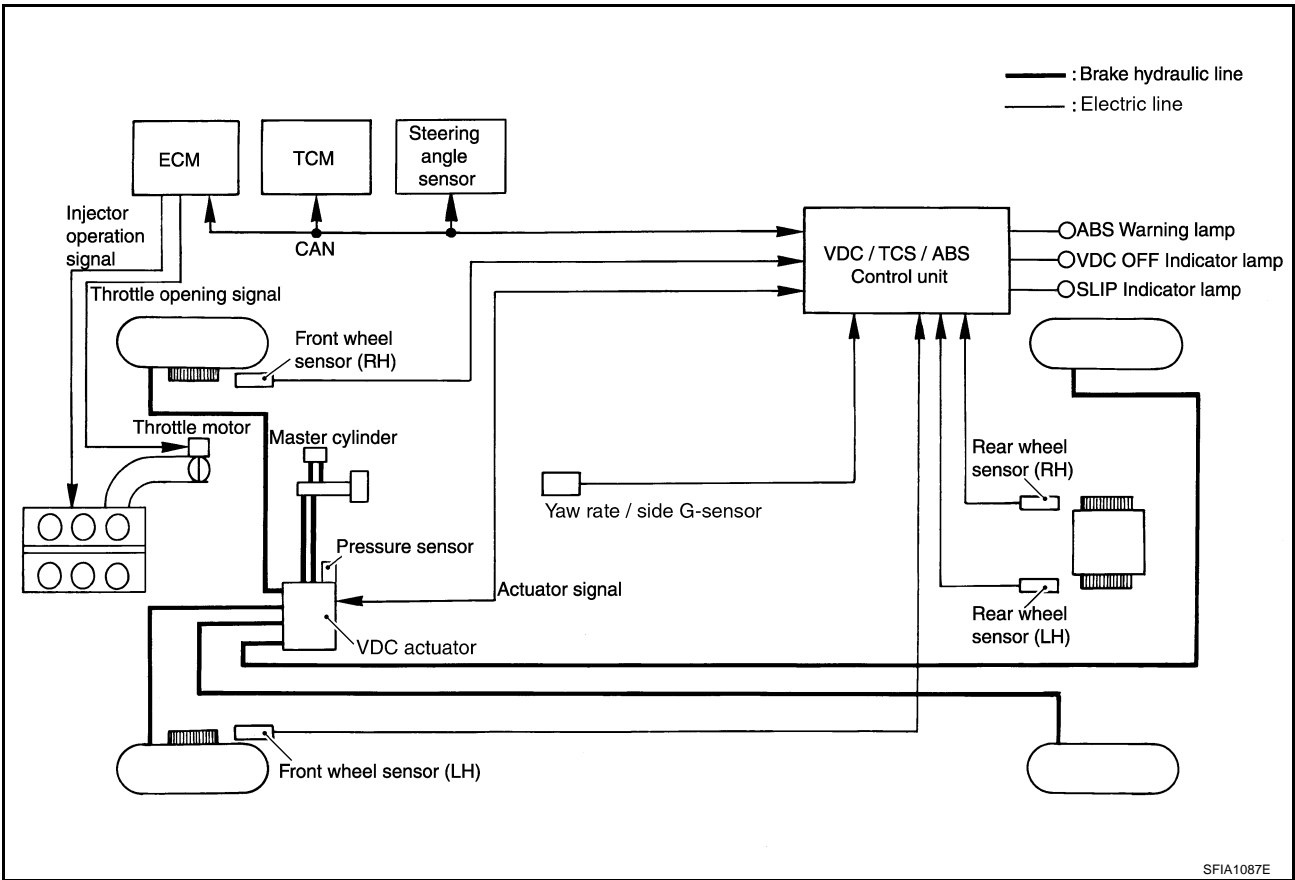 : Brake hydraulic line
: Electric line
ECM
TCM
Steering
angle
sensor
Injector
operation
signal
CAN
Throttle opening signal
VDC / TCS / ABS
Control unit
ABS Warning lamp
VDC OFF Indicator lamp
SLIP Indicator lamp
Front wheel
sensor (RH)
Throttle motor
Master cylinder
Rear wheel
sensor (RH)
Yaw rate / side G-sensor
Pressure sensor
Actuator signal
VDC actuator
Rear wheel
sensor (LH)
Front wheel sensor (LH)
SFIA1087E